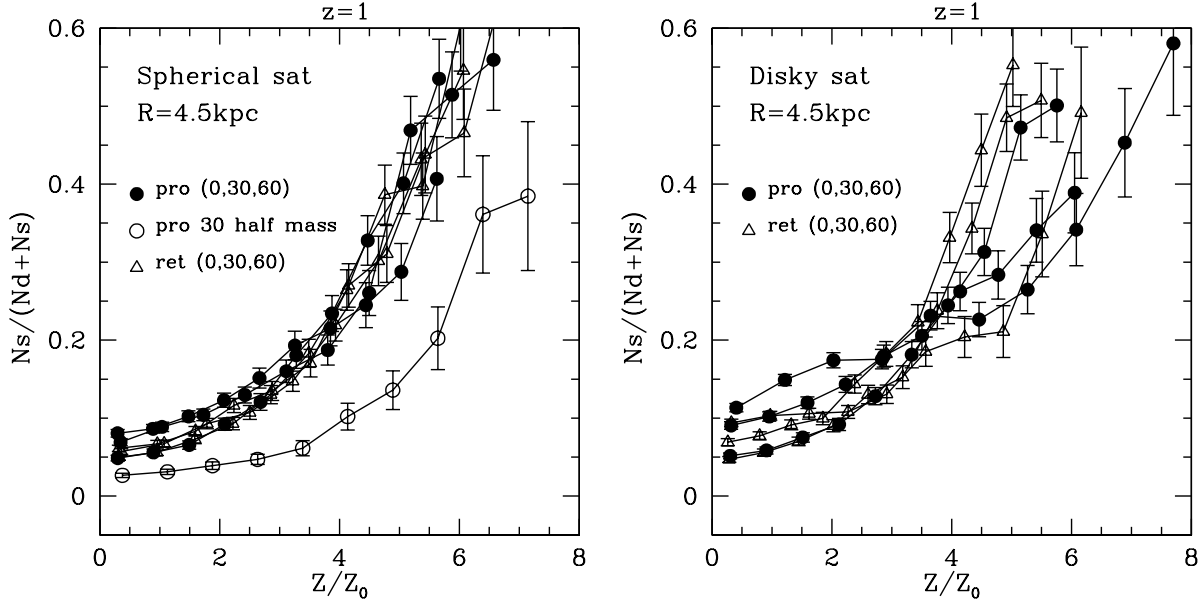 z=1
0.6
Spherical sat
R=4.5kpc
0.4
pro (0,30,60)
pro 30 half mass
ret (0,30,60)
0.2
0
Ns/(Nd+Ns)
0 2 4 6 8
Z/Z0
z=1
0.6
Disky sat
R=4.5kpc
0.4
pro (0,30,60)
ret (0,30,60)
0.2
0
Ns/(Nd+Ns)
0 2 4 6 8
Z/Z0